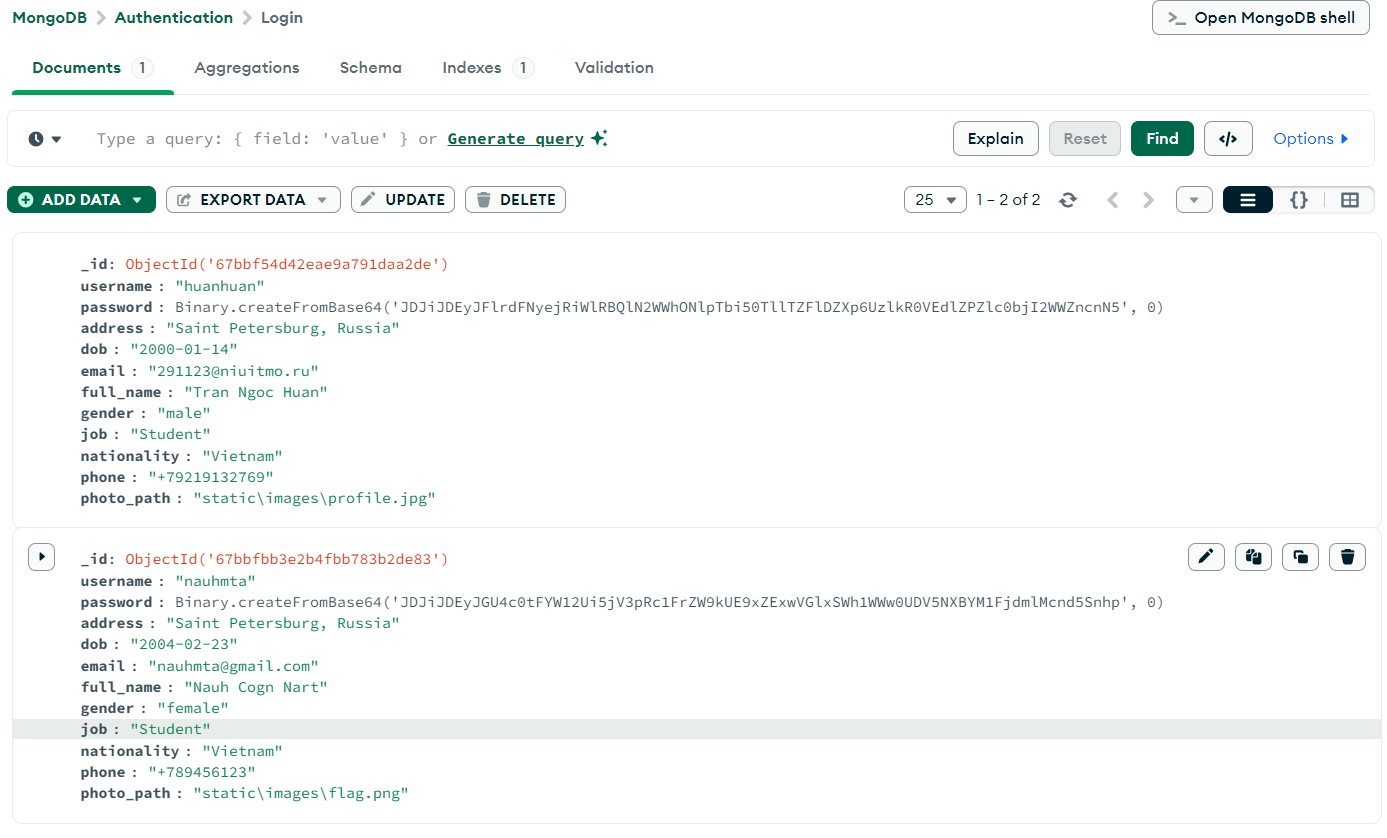 MongoDB > Authentication > Login
>_ Open MongoDB shell
Documents 1 Aggregations Schema Indexes 1 Validation
Type a query: { field: 'value' } or Generate query
Explain Reset Find </> Options
ADD DATA EXPORT DATA UPDATE DELETE 25 1 – 2 of 2 {}
_id: ObjectId('67bbf54d42eae9a791daa2de')
username : "huanhuan"
password : Binary.createFromBase64('JDJiJDEyJFlrdFNyejRiWlRBQlN2WWhONlpTbi50TllTZFlDZXp6UzlkR0VEdlZPZlc0bjI2WWZncnN5', 0)
address : "Saint Petersburg, Russia"
dob : "2000-01-14"
email : "291123@niuitmo.ru"
full_name : "Tran Ngoc Huan"
gender : "male"
job : "Student"
nationality : "Vietnam"
phone : "+79219132769"
photo_path : "static\images\profile.jpg"
_id: ObjectId('67bbfbb3e2b4fbb783b2de83')
username : "nauhmta"
password : Binary.createFromBase64('JDJiJDEyJGU4c0tFYW12Ui5jV3pRc1FrZW9kUE9xZExwVGlxSWh1WWw0UDV5NXBYM1FjdmlMcnd5Snhp', 0)
address : "Saint Petersburg, Russia"
dob : "2004-02-23"
email : "nauhmta@gmail.com"
full_name : "Nauh Cogn Nart"
gender : "female"
job : "Student"
nationality : "Vietnam"
phone : "+789456123"
photo_path : "static\images\flag.png"